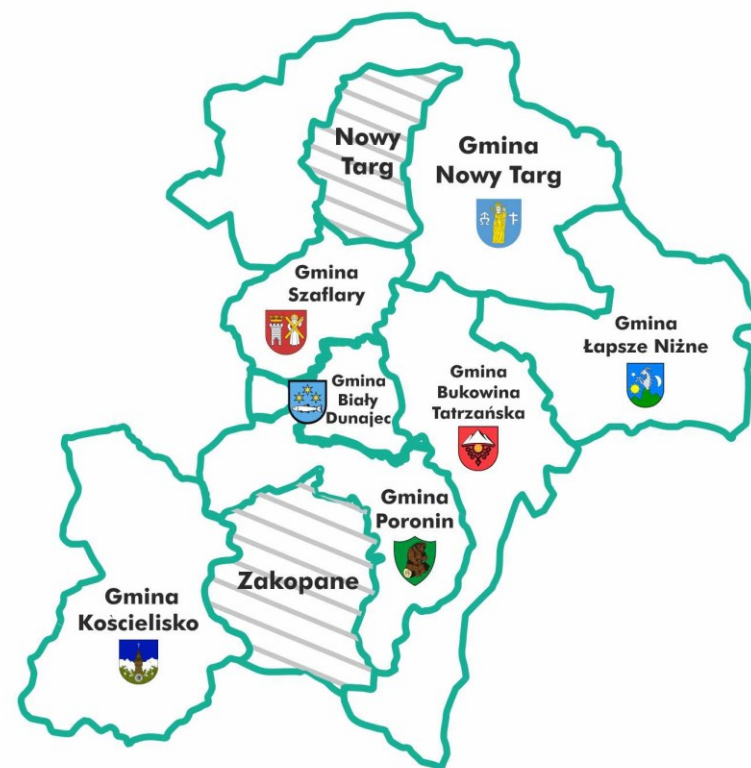 Nowy
Targ
Gmina
Nowy Targ
Gmina
Szaflary
Gmina
Łapsze Niżne
Gmina
Biały
Dunajec
Gmina
Bukowina
Tatrzańska
Gmina
Poronin
Zakopane
Gmina
Kościelisko